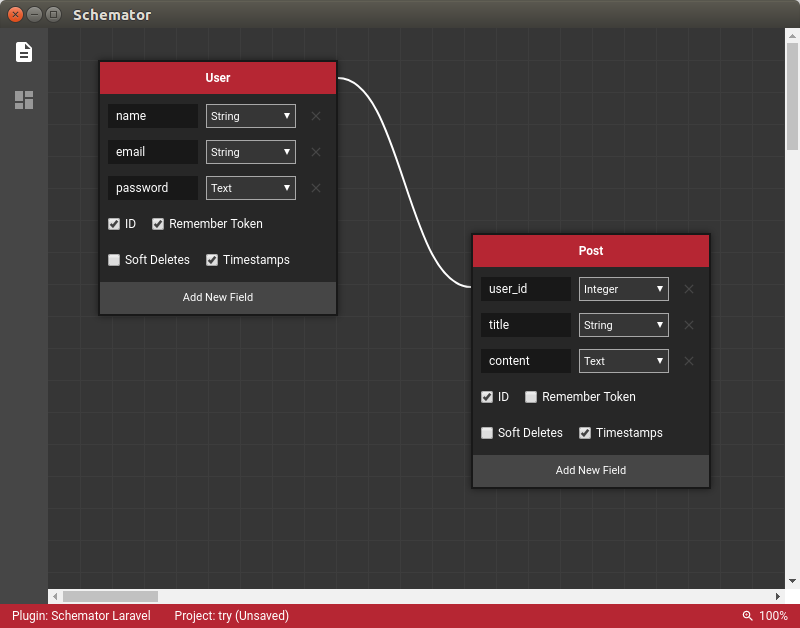 Schemator
User
name String
email String
password Text
ID Remember Token
Soft Deletes Timestamps
Add New Field
Post
user_id Integer
title String
content Text
ID Remember Token
Soft Deletes Timestamps
Add New Field
Plugin: Schemator Laravel Project: try (Unsaved) 100%